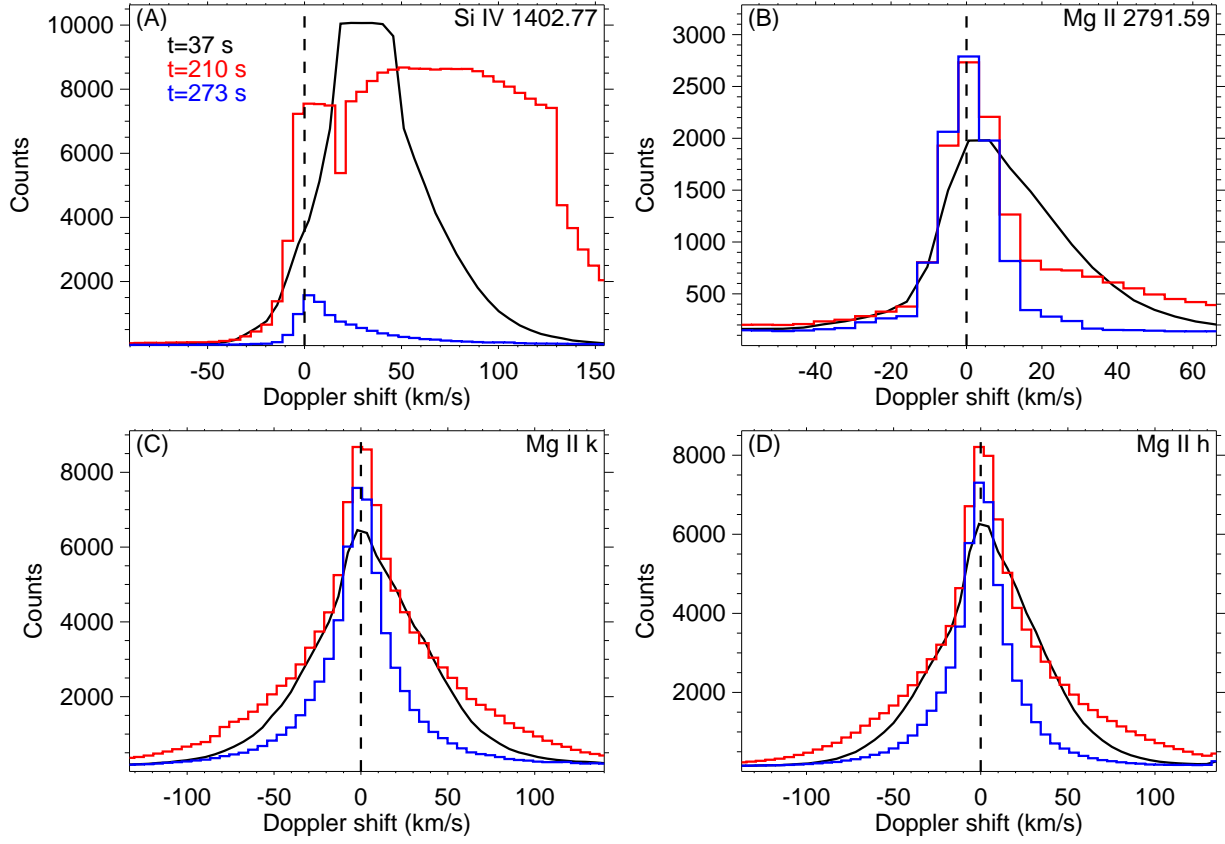 (A) Si IV 1402.77
t=37 s
t=210 s
t=273 s
10000
8000
6000
4000
2000
Counts
-50 0 50 100 150
Doppler shift (km/s)
(B) Mg II 2791.59
3000
2500
2000
1500
1000
500
Counts
-40 -20 0 20 40 60
Doppler shift (km/s)
(C) Mg II k
8000
6000
4000
2000
Counts
-100 -50 0 50 100
Doppler shift (km/s)
(D) Mg II h
8000
6000
4000
2000
Counts
-100 -50 0 50 100
Doppler shift (km/s)